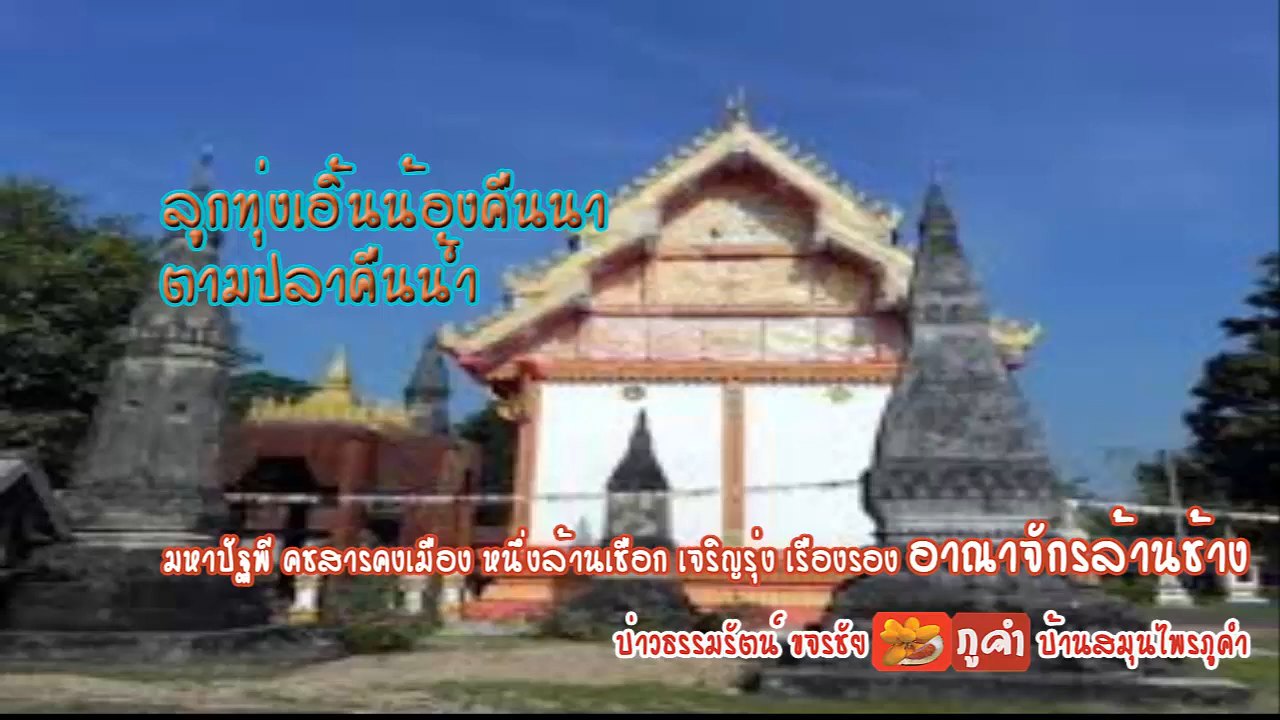 ลูกทุ่งเอิ้นน้องคืนนา
ตามปลาคืนน้ำ
มหาปัฐพี คชสารคงเมือง หนึ่งล้านเชือก เจริญรุ่ง เรืองรอง อาณาจักรล้านช้าง
บ่าวธรรมรัตน์ ขจรชัย ภูคำ บ้านสมุนไพรภูคำ